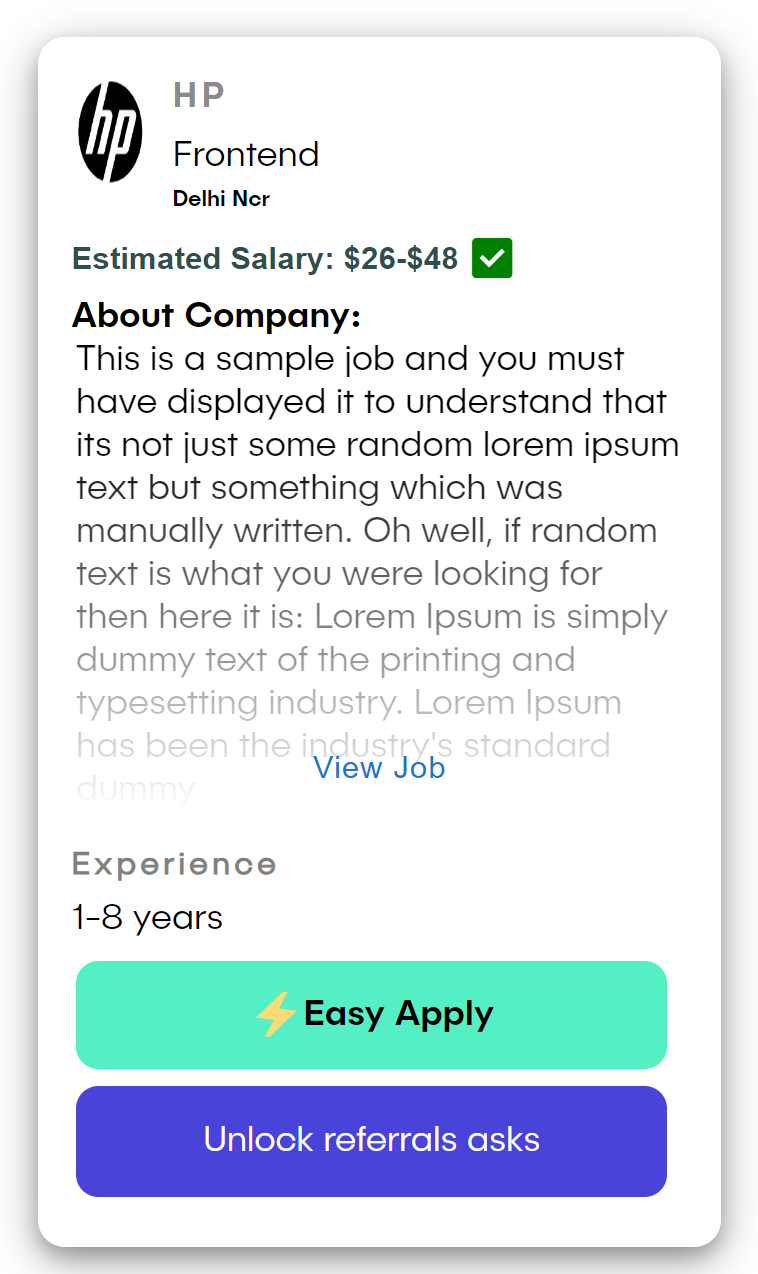 hp
HP
Frontend
Delhi Ncr
Estimated Salary: $26-$48 ✅
About Company:
This is a sample job and you must
have displayed it to understand that
its not just some random lorem ipsum
text but something which was
manually written. Oh well, if random
text is what you were looking for
then here it is: Lorem Ipsum is simply
dummy text of the printing and
typesetting industry. Lorem Ipsum
has been the industry's standard
dummy
View Job
Experience
1-8 years
⚡Easy Apply
Unlock referrals asks